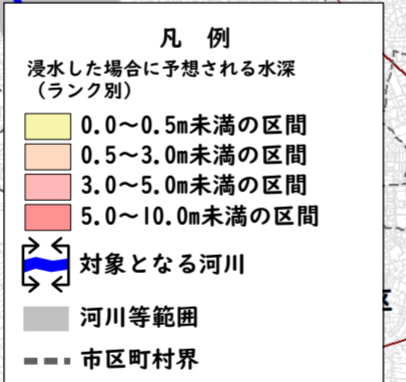 凡 例
浸水した場合に予想される水深
（ランク別）
0.0～0.5m未満の区間
0.5～3.0m未満の区間
3.0～5.0m未満の区間
5.0～10.0m未満の区間
対象となる河川
河川等範囲
市区町村界